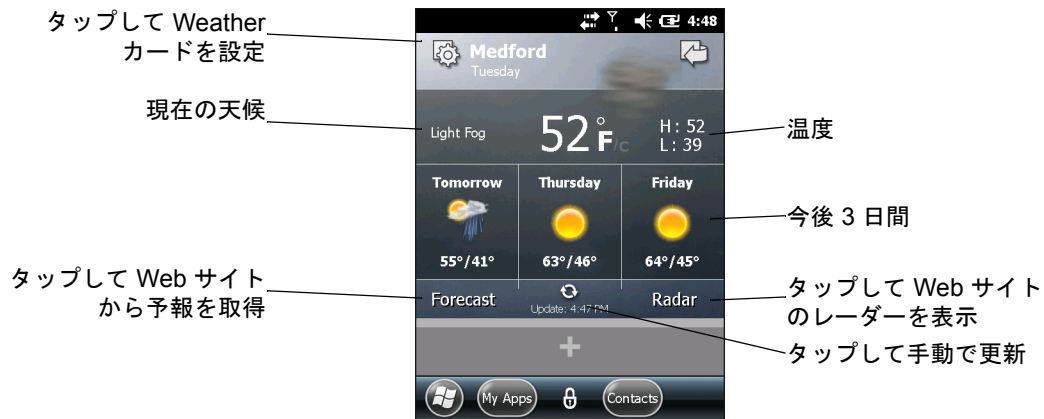 タップして Weather
カードを設定
現在の天候
タップして Web サイト
から予報を取得
4:48
Medford
Tuesday
Light Fog
52°F/C
H: 52
L: 39
Tomorrow
Thursday
Friday
55°/41°
63°/46°
64°/45°
Forecast
Update: 4:47 PM
Radar
My Apps
Contacts
温度
今後 3 日間
タップして Web サイト
のレーダーを表示
タップして手動で更新